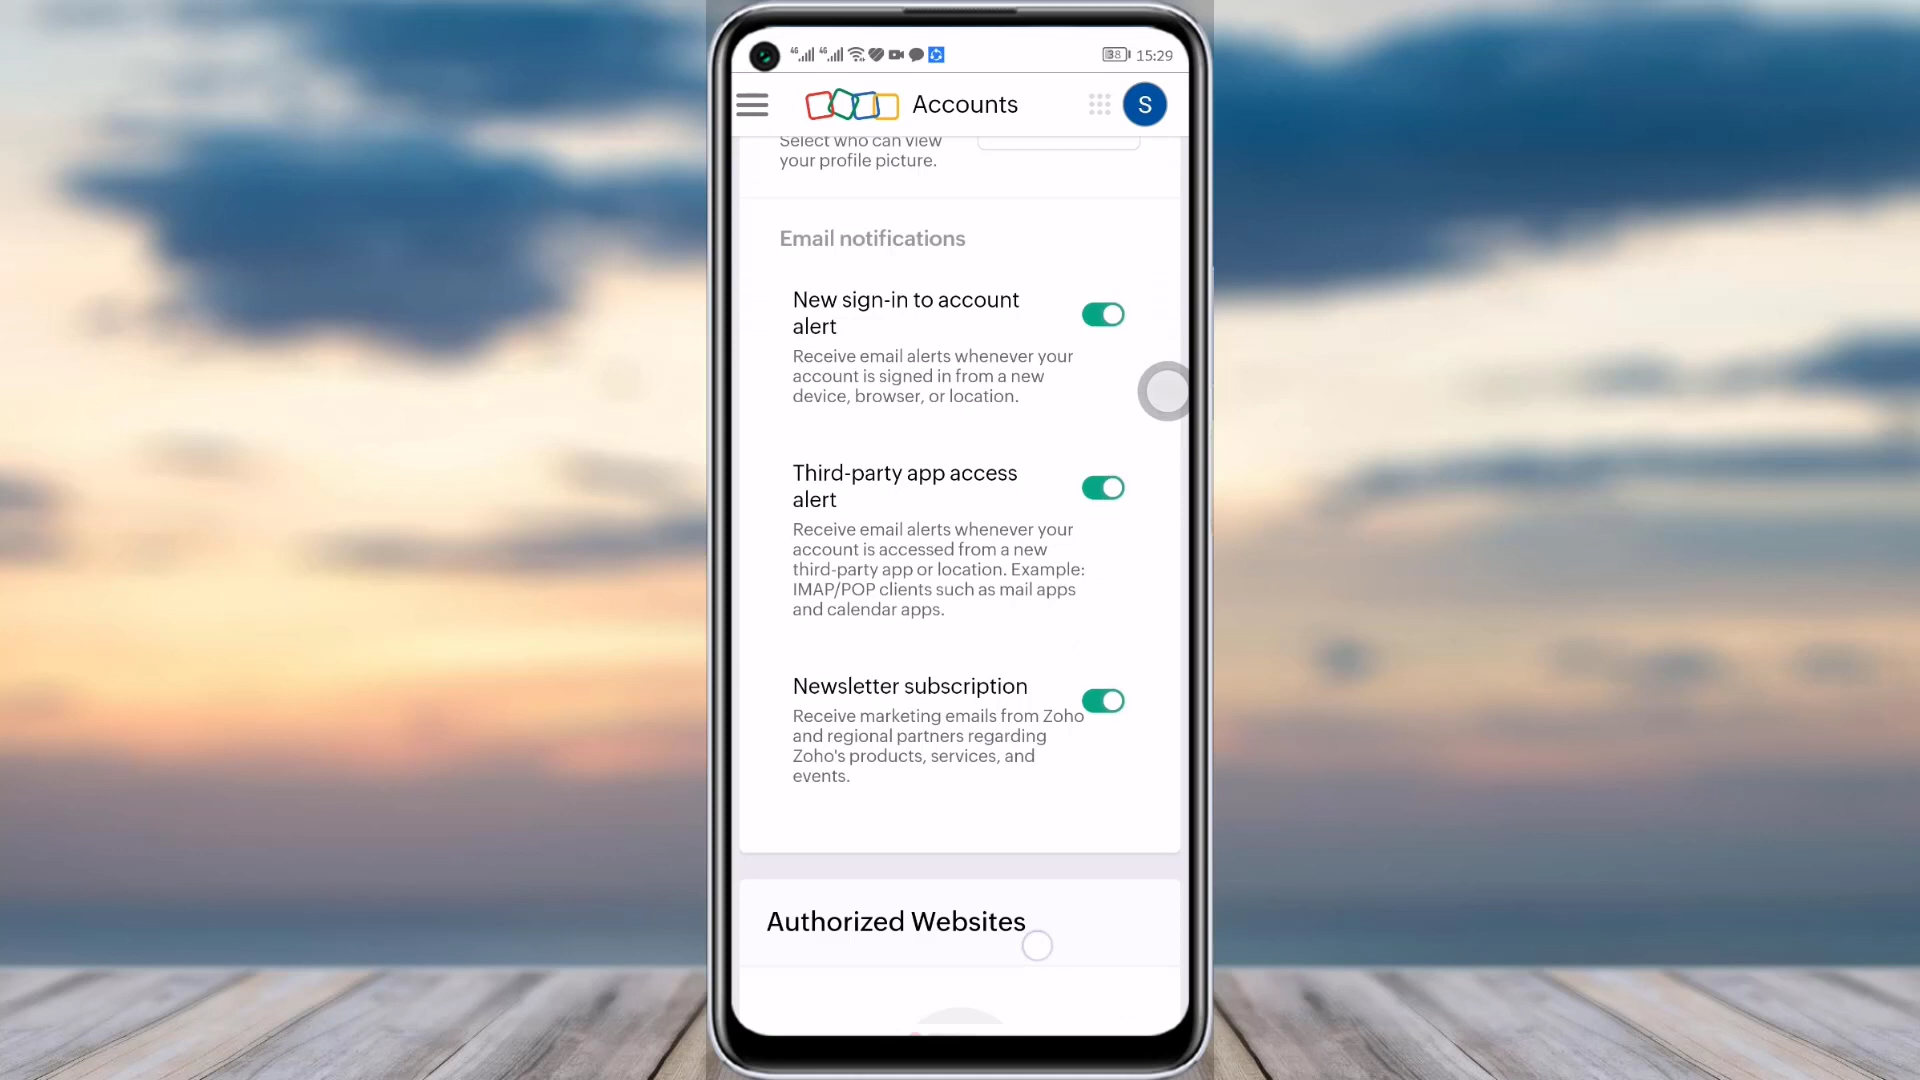 4G 4G 38 15:29
Accounts S
Select who can view
your profile picture.
Email notifications
New sign-in to account
alert
Receive email alerts whenever your
account is signed in from a new
device, browser, or location.
Third-party app access
alert
Receive email alerts whenever your
account is accessed from a new
third-party app or location. Example:
IMAP/POP clients such as mail apps
and calendar apps.
Newsletter subscription
Receive marketing emails from Zoho
and regional partners regarding
Zoho's products, services, and
events.
Authorized Websites